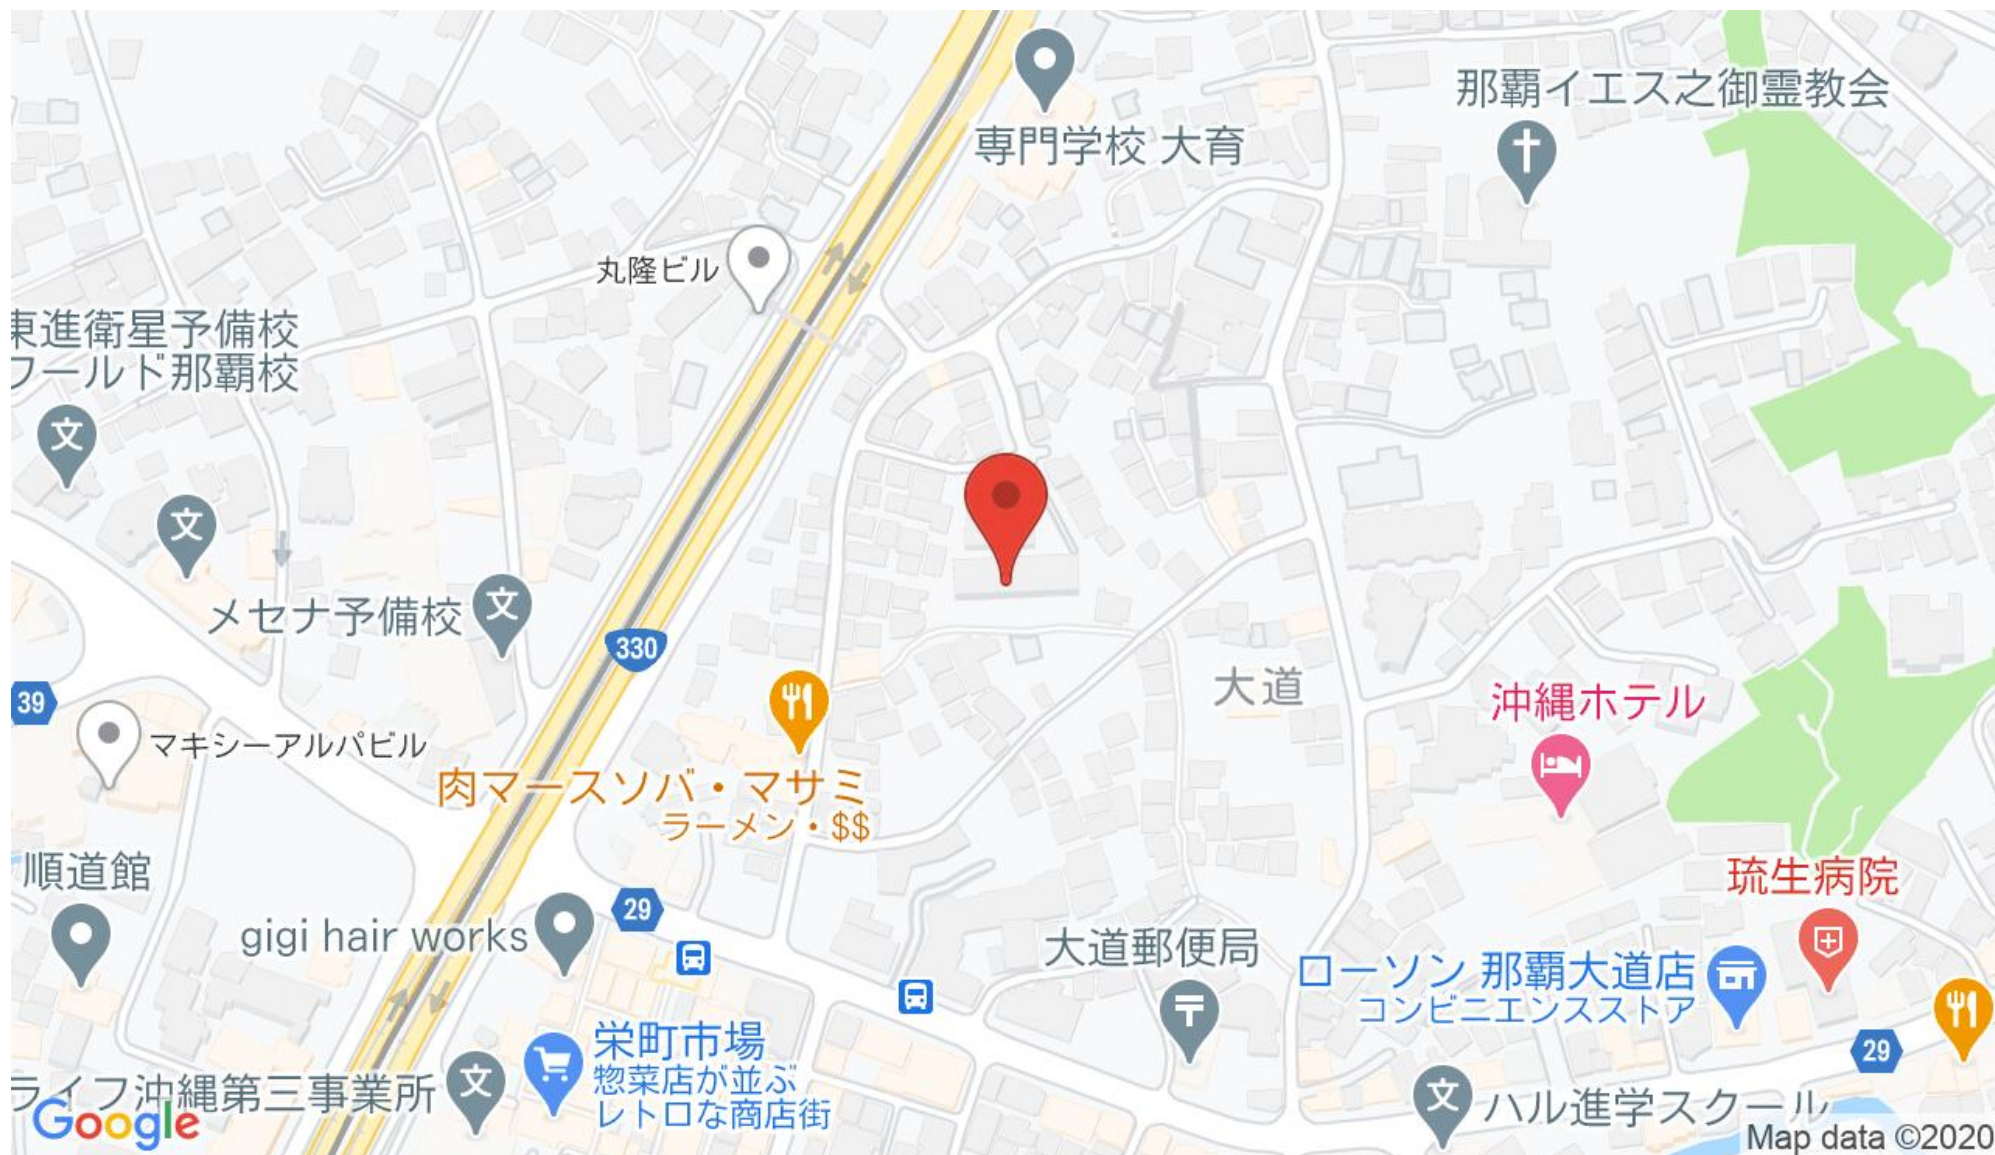 那覇イエス之御霊教会
専門学校 大育
丸隆ビル
東進衛星予備校
ワールド那覇校
文
文
メセナ予備校
文
330
39
マキシーアルパビル
大道
沖縄ホテル
肉マースソバ・マサミ
ラーメン・$$
順道館
琉生病院
29
gigi hair works
大道郵便局
ローソン 那覇大道店
コンビニエンスストア
栄町市場
惣菜店が並ぶ
レトロな商店街
29
ライフ沖縄第三事業所
文
文
ハル進学スクール
Google
Map data ©2020